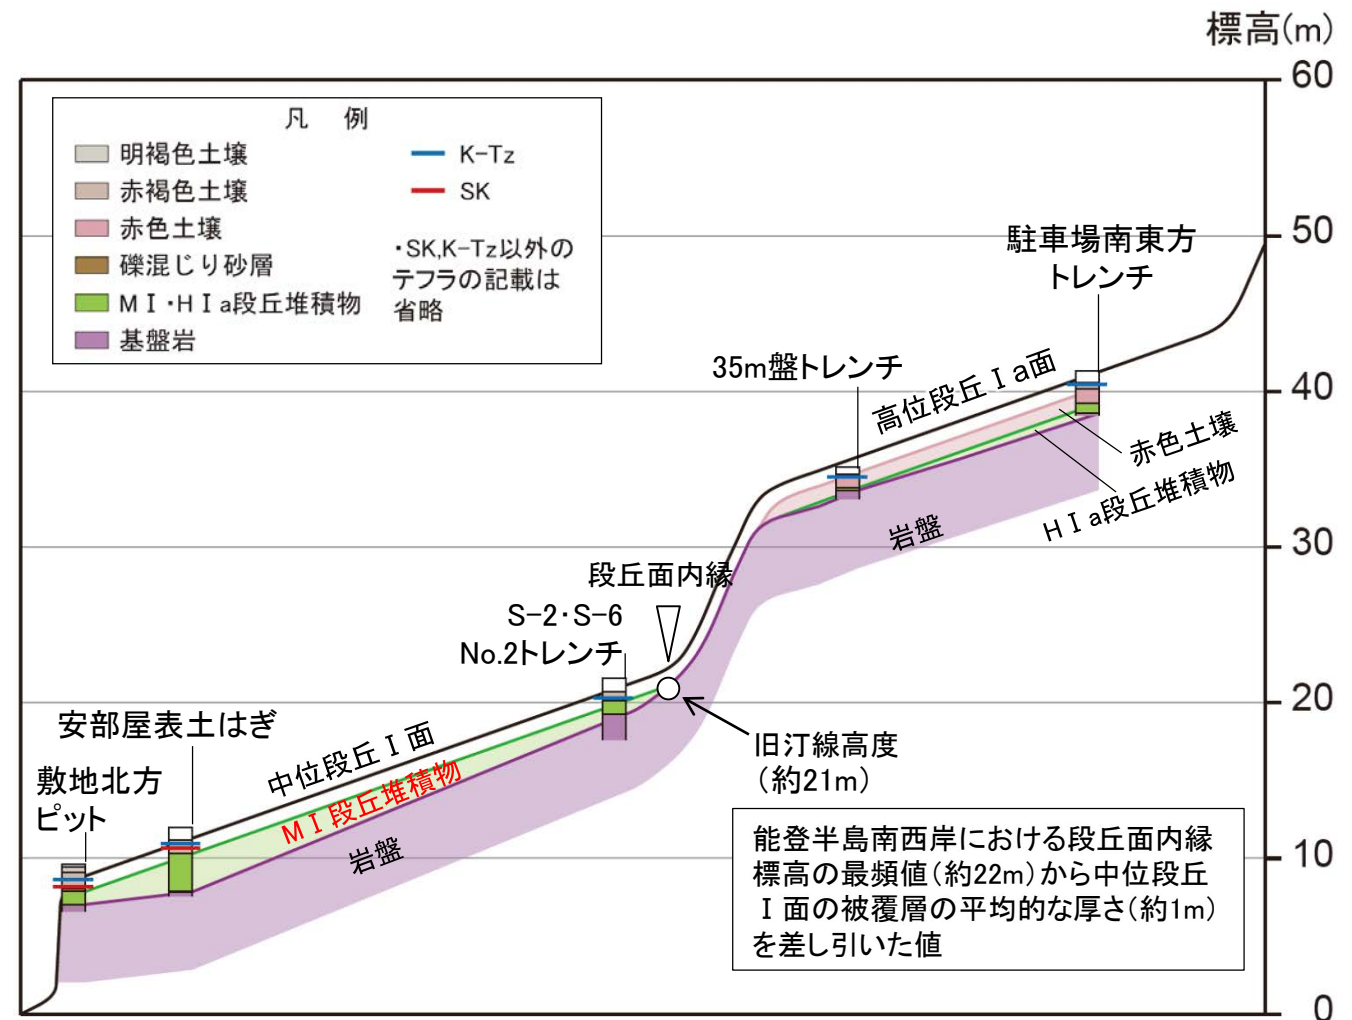 標高(m)
60
凡 例
明褐色土壌
赤褐色土壌
赤色土壌
礫混じり砂層
MⅠ・HⅠa段丘堆積物
基盤岩
K-Tz
SK
・SK,K-Tz以外の
テフラの記載は
省略
50
駐車場南東方
トレンチ
35m盤トレンチ
高位段丘Ⅰa面
40
赤色土壌
HⅠa段丘堆積物
岩盤
30
段丘面内縁
S-2・S-6
No.2トレンチ
20
旧汀線高度
(約21m)
安部屋表土はぎ
中位段丘Ⅰ面
MⅠ段丘堆積物
岩盤
敷地北方
ピット
10
能登半島南西岸における段丘面内縁
標高の最頻値(約22m)から中位段丘
Ⅰ面の被覆層の平均的な厚さ(約1m)
を差し引いた値
0